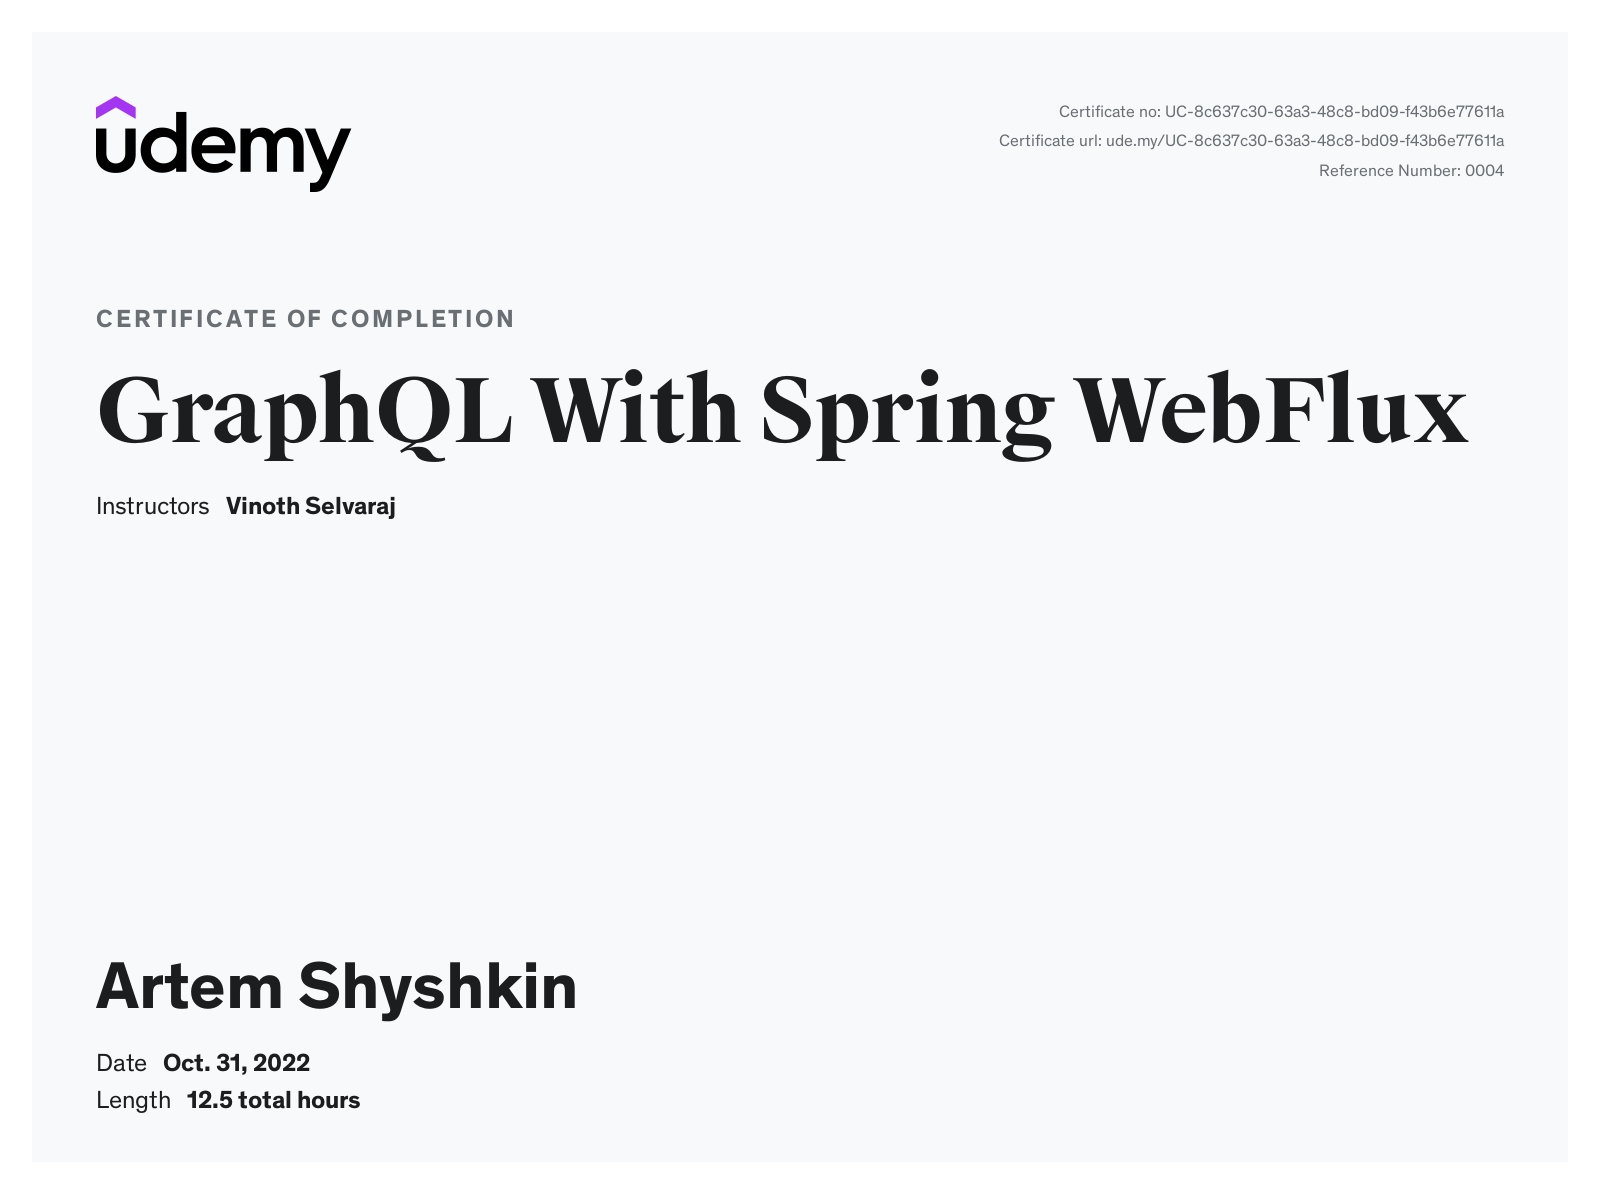 udemy
Certificate no: UC-8c637c30-63a3-48c8-bd09-f43b6e77611a
Certificate url: ude.my/UC-8c637c30-63a3-48c8-bd09-f43b6e77611a
Reference Number: 0004
CERTIFICATE OF COMPLETION
GraphQL With Spring WebFlux
Instructors Vinoth Selvaraj
Artem Shyshkin
Date Oct. 31, 2022
Length 12.5 total hours